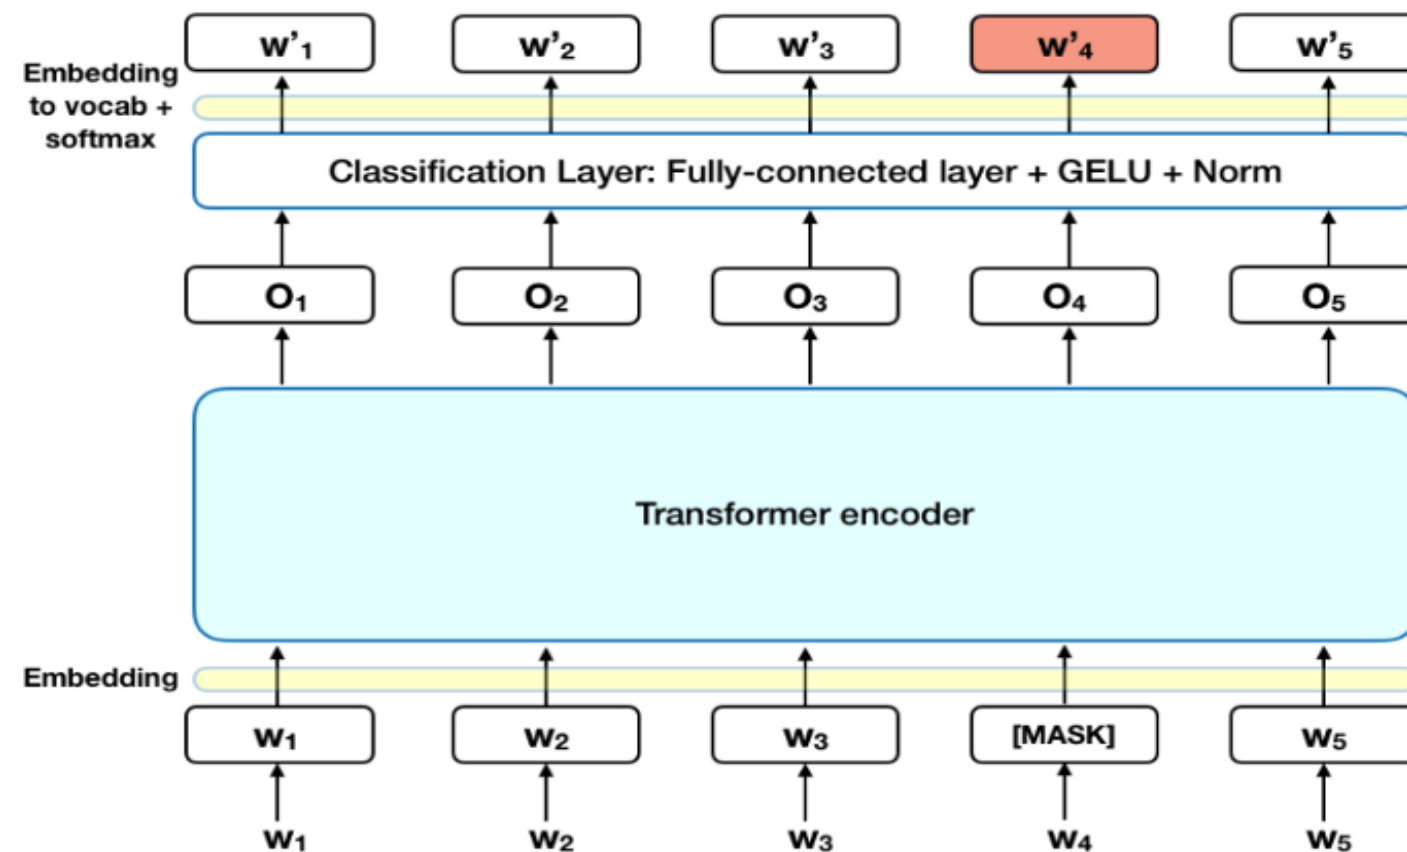 w'1 w'2 w'3 w'4 w'5
Embedding
to vocab +
softmax
Classification Layer: Fully-connected layer + GELU + Norm
O1 O2 O3 O4 O5
Transformer encoder
Embedding
W1 W2 W3 [MASK] W5
W1 W2 W3 W4 W5